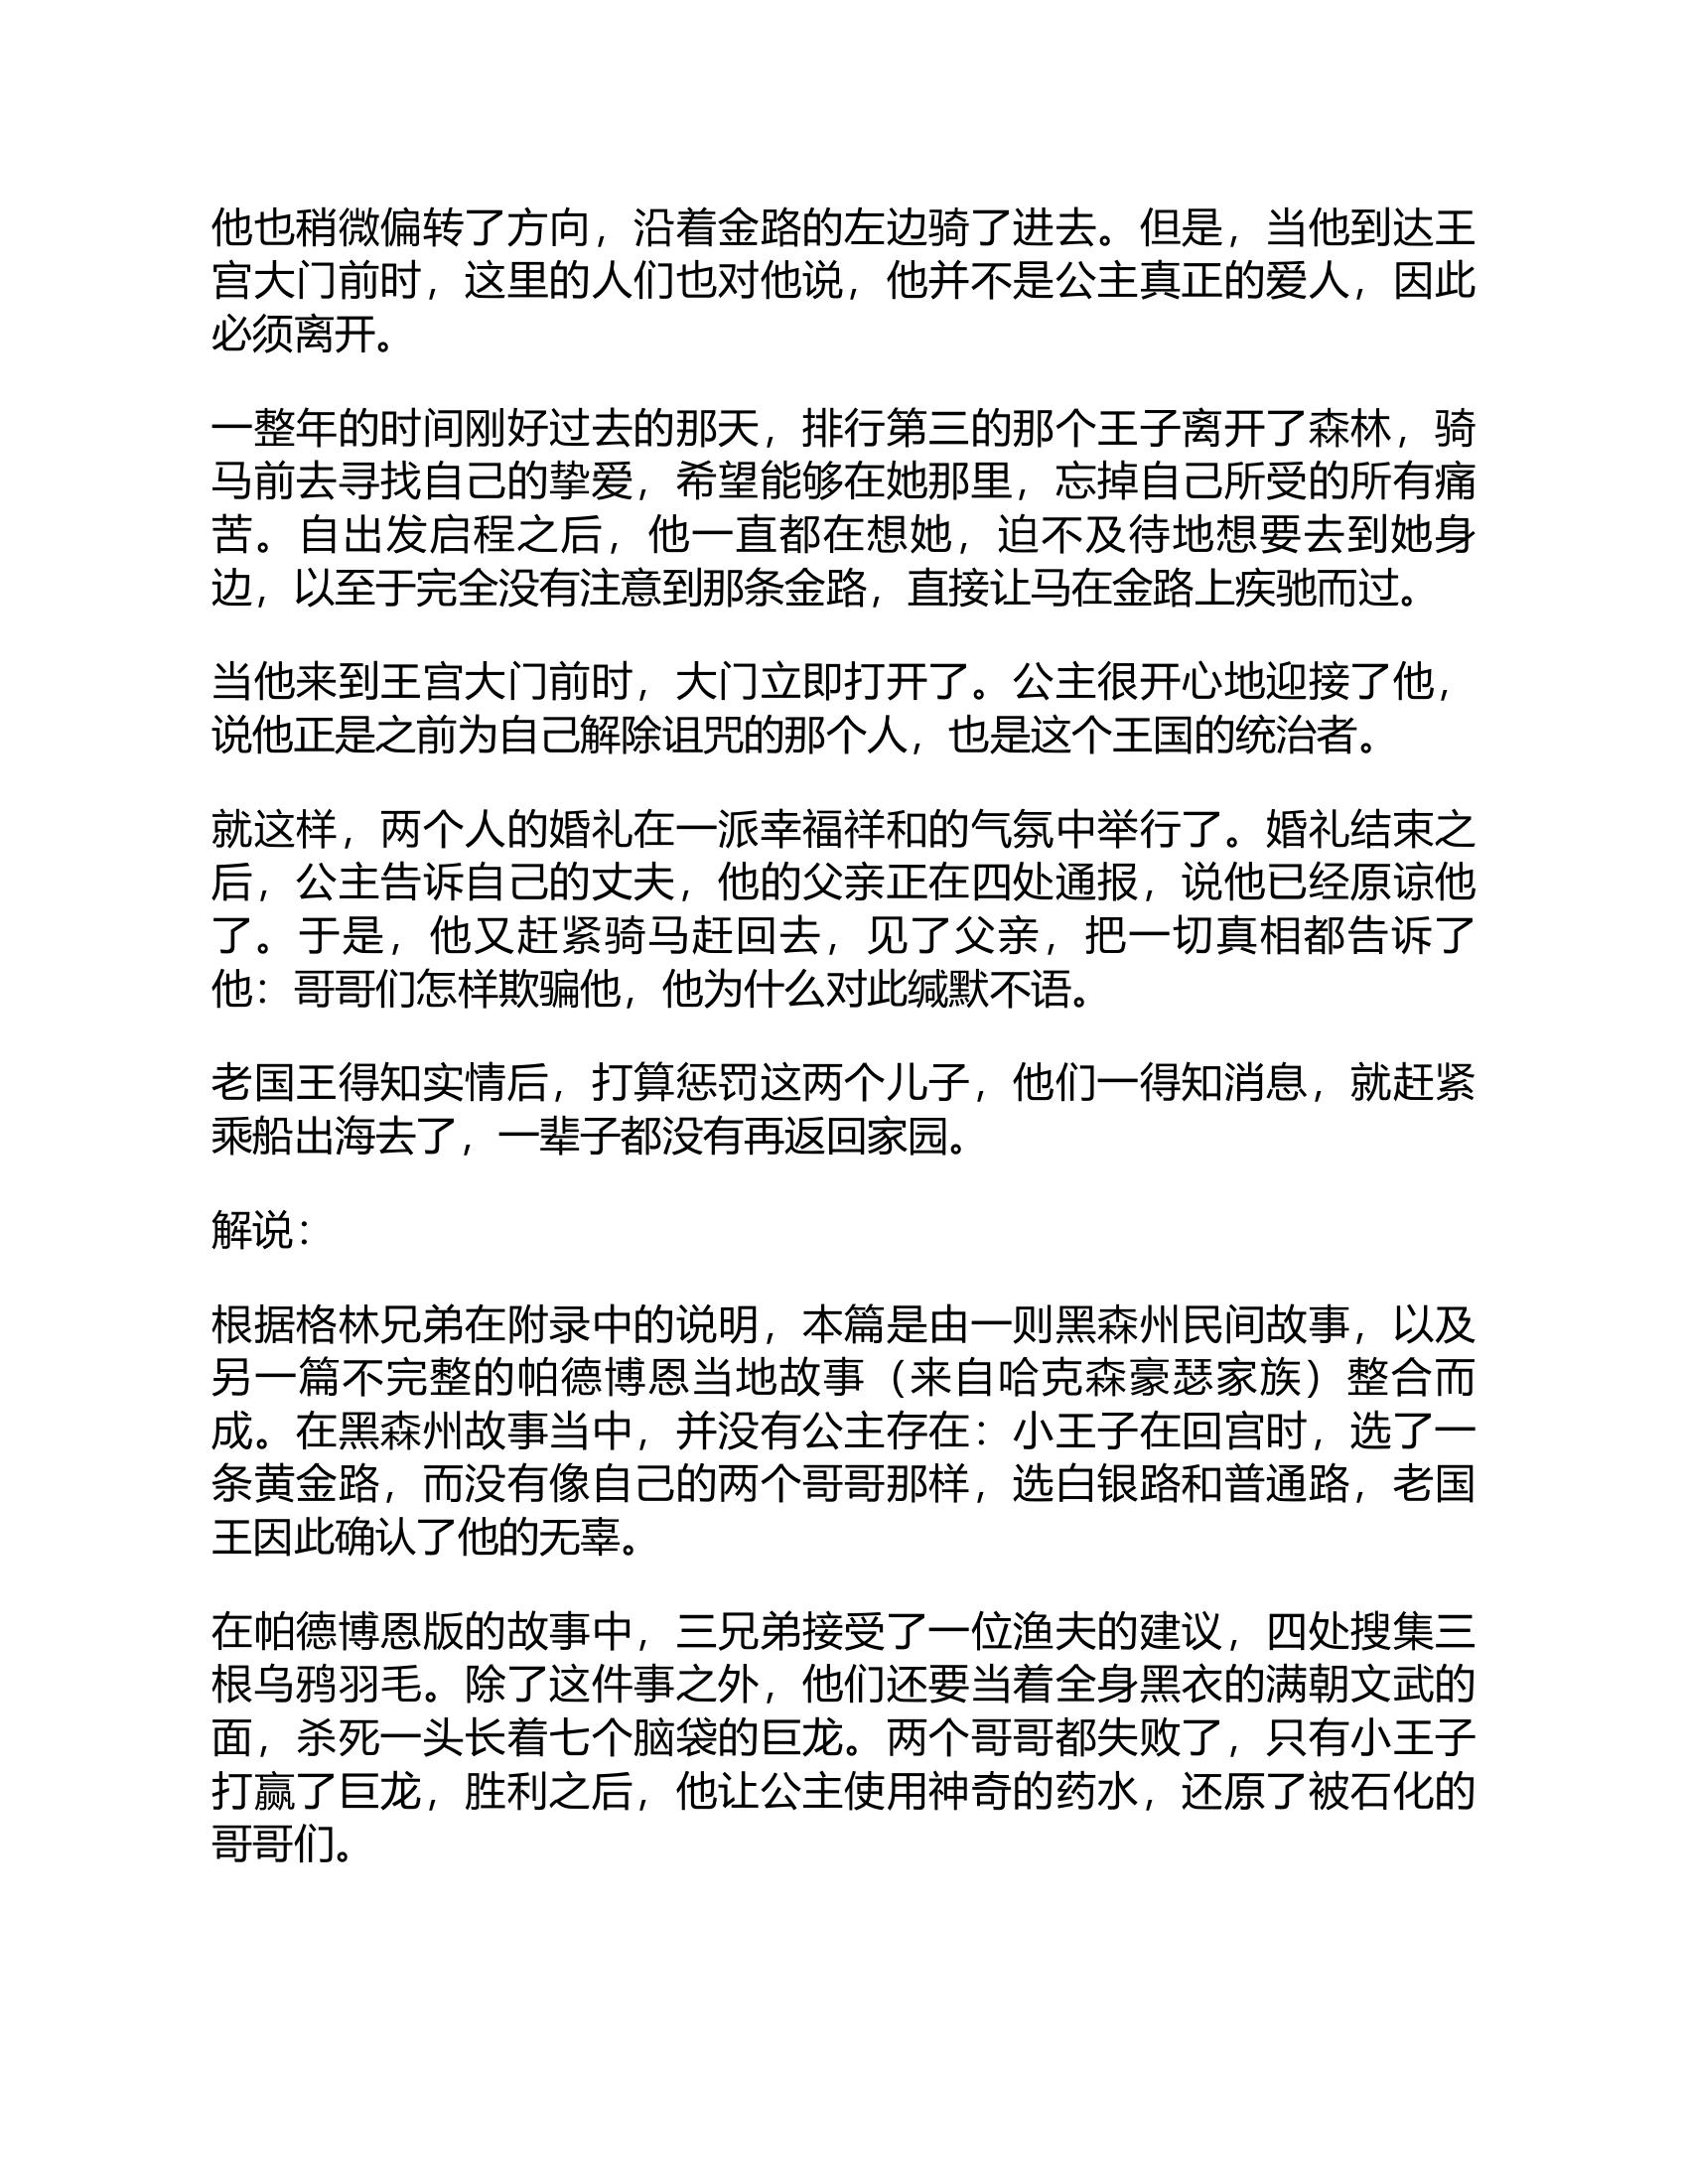 他也稍微偏转了方向，沿着金路的左边骑了进去。但是，当他到达王
宫大门前时，这里的人们也对他说，他并不是公主真正的爱人，因此
必须离开。
一整年的时间刚好过去的那天，排行第三的那个王子离开了森林，骑
马前去寻找自己的挚爱，希望能够在她那里，忘掉自己所受的所有痛
苦。自出发启程之后，他一直都在想她，迫不及待地想要去到她身
边，以至于完全没有注意到那条金路，直接让马在金路上疾驰而过。
当他来到王宫大门前时，大门立即打开了。公主很开心地迎接了他，
说他正是之前为自己解除诅咒的那个人，也是这个王国的统治者。
就这样，两个人的婚礼在一派幸福祥和的气氛中举行了。婚礼结束之
后，公主告诉自己的丈夫，他的父亲正在四处通报，说他已经原谅他
了。于是，他又赶紧骑马赶回去，见了父亲，把一切真相都告诉了
他：哥哥们怎样欺骗他，他为什么对此缄默不语。
老国王得知实情后，打算惩罚这两个儿子，他们一得知消息，就赶紧
乘船出海去了，一辈子都没有再返回家园。
解说：
根据格林兄弟在附录中的说明，本篇是由一则黑森州民间故事，以及
另一篇不完整的帕德博恩当地故事（来自哈克森豪瑟家族）整合而
成。在黑森州故事当中，并没有公主存在：小王子在回宫时，选了一
条黄金路，而没有像自己的两个哥哥那样，选白银路和普通路，老国
王因此确认了他的无辜。
在帕德博恩版的故事中，三兄弟接受了一位渔夫的建议，四处搜集三
根乌鸦羽毛。除了这件事之外，他们还要当着全身黑衣的满朝文武的
面，杀死一头长着七个脑袋的巨龙。两个哥哥都失败了，只有小王子
打赢了巨龙，胜利之后，他让公主使用神奇的药水，还原了被石化的
哥哥们。